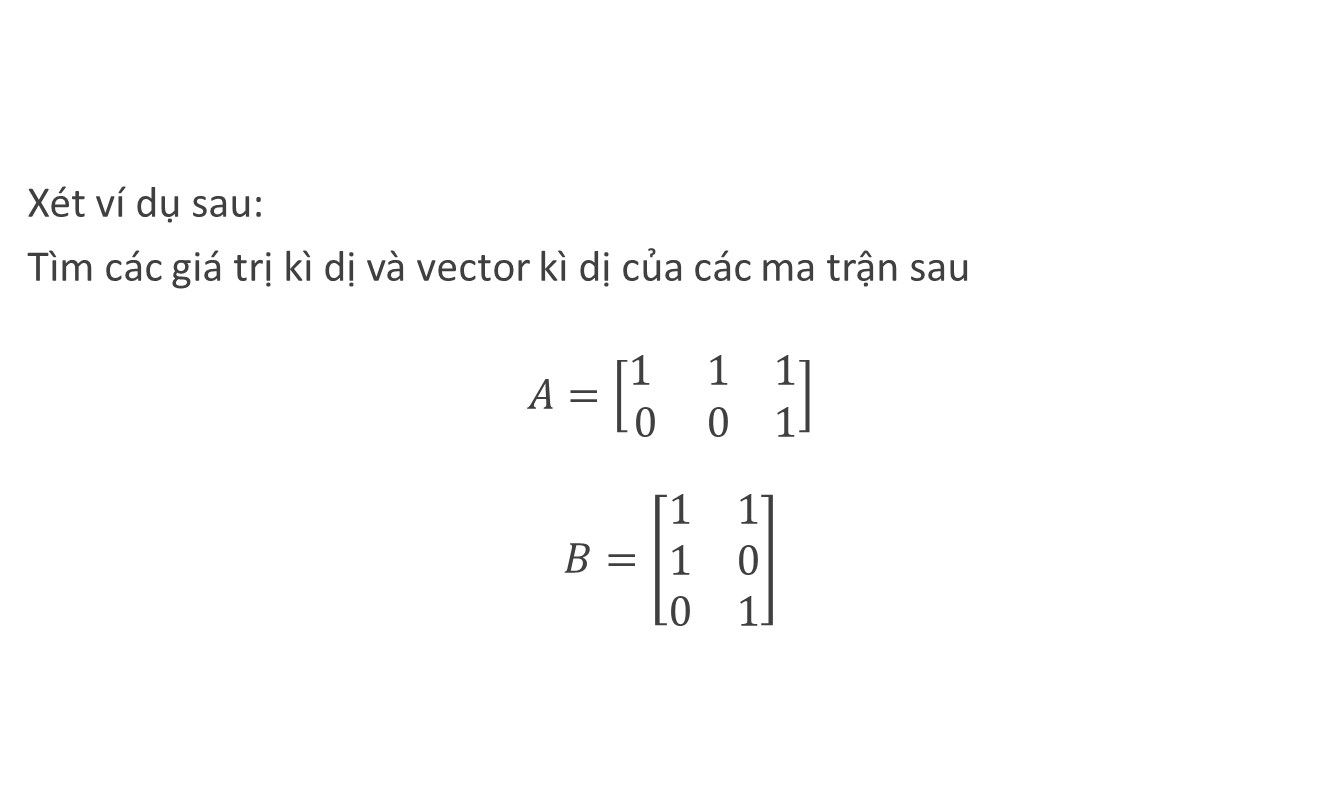 Xét ví dụ sau:
Tìm các giá trị kì dị và vector kì dị của các ma trận sau
A = [1 1 1
0 0 1]
B = [1 1
1 0
0 1]